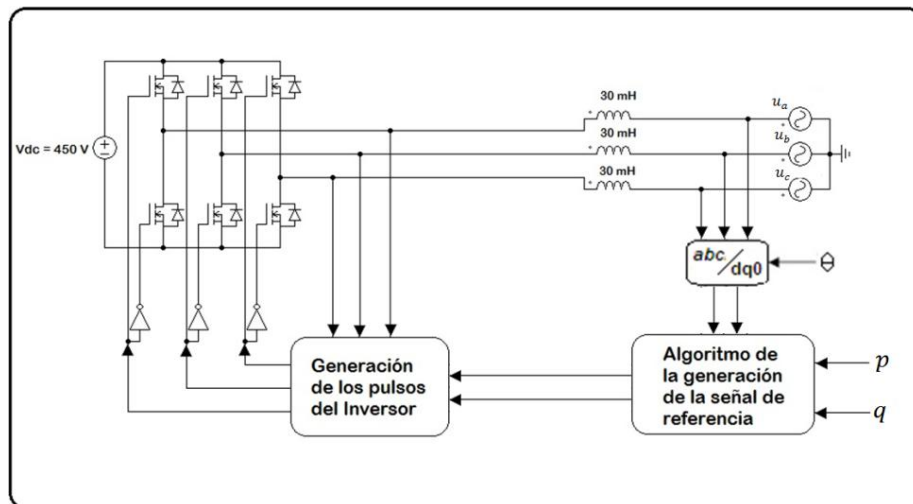 30 mH
30 mH
30 mH
u_a
u_b
u_c
Vdc = 450 V
abc/dq0
θ
Generación
de los pulsos
del Inversor
Algoritmo de
la generación
de la señal de
referencia
p
q